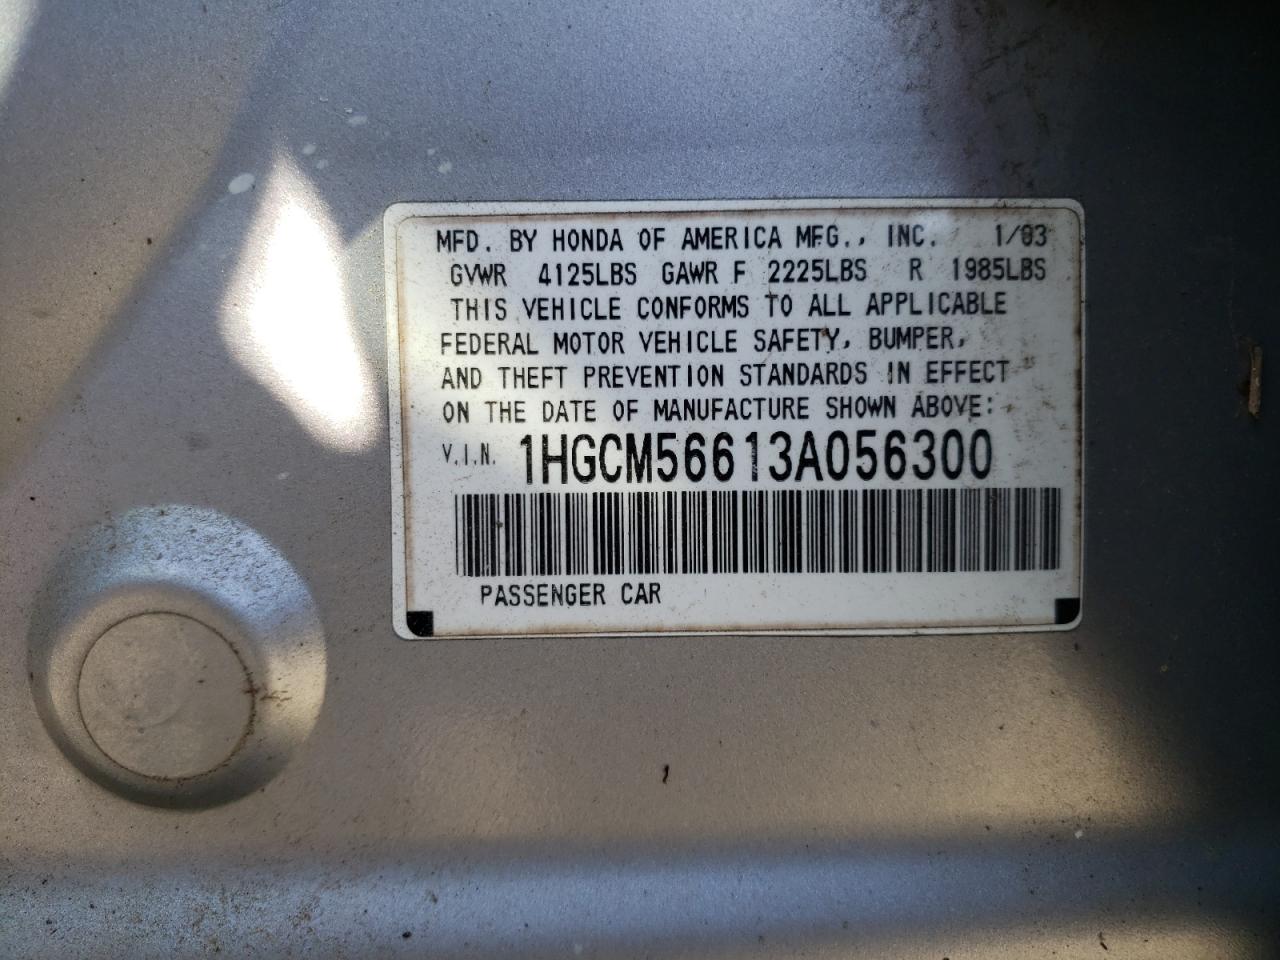 MFD. BY HONDA OF AMERICA MFG., INC. 1/03
GVWR 4125LBS GAWR F 2225LBS R 1985LBS
THIS VEHICLE CONFORMS TO ALL APPLICABLE
FEDERAL MOTOR VEHICLE SAFETY, BUMPER,
AND THEFT PREVENTION STANDARDS IN EFFECT
ON THE DATE OF MANUFACTURE SHOWN ABOVE:
V.I.N. 1HGCM56613A056300
PASSENGER CAR